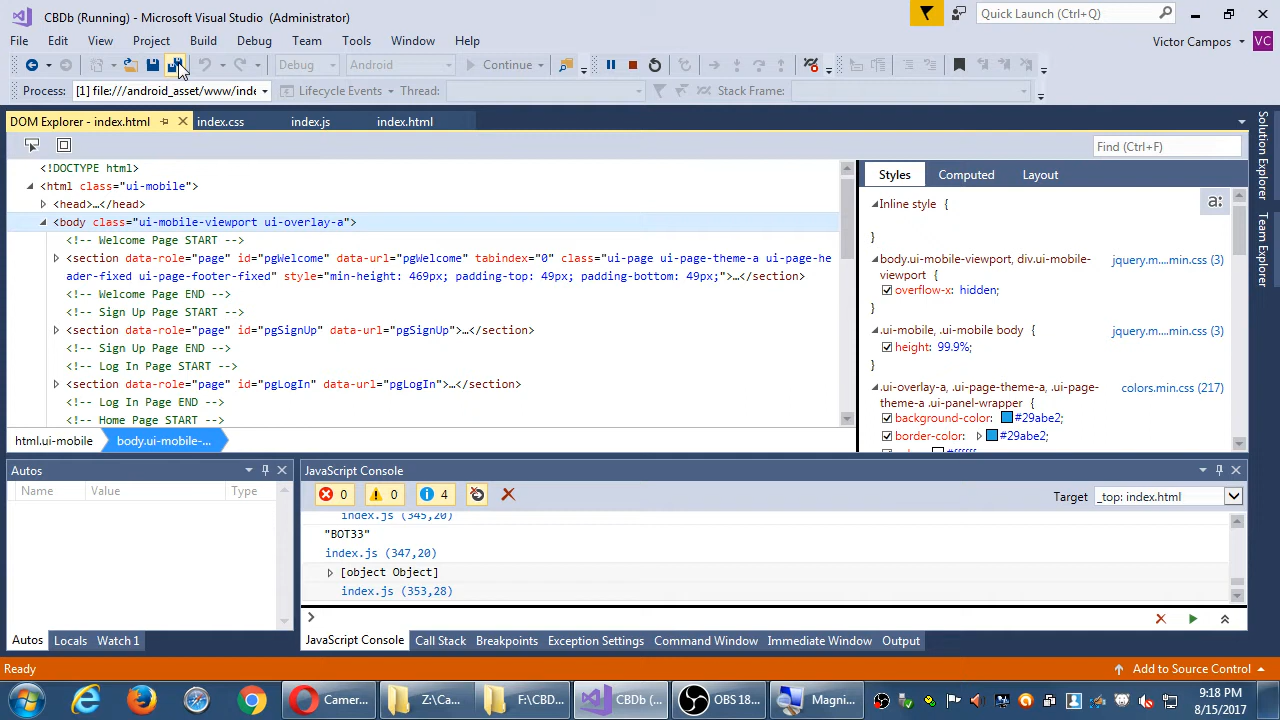 CBDb (Running) - Microsoft Visual Studio (Administrator)
Quick Launch (Ctrl+Q)
File Edit View Project Build Debug Team Tools Window Help
Victor Campos VC
Debug Android Continue
Process: [1] file:///android_asset/www/inde Lifecycle Events Thread: Stack Frame:
DOM Explorer - index.html index.css index.js index.html
Find (Ctrl+F)
<!DOCTYPE html>
<html class="ui-mobile">
<head>…</head>
<body class="ui-mobile-viewport ui-overlay-a">
<!-- Welcome Page START -->
<section data-role="page" id="pgWelcome" data-url="pgWelcome" tabindex="0" class="ui-page ui-page-theme-a ui-page-he
ader-fixed ui-page-footer-fixed" style="min-height: 469px; padding-top: 49px; padding-bottom: 49px;">…</section>
<!-- Welcome Page END -->
<!-- Sign Up Page START -->
<section data-role="page" id="pgSignUp" data-url="pgSignUp">…</section>
<!-- Sign Up Page END -->
<!-- Log In Page START -->
<section data-role="page" id="pgLogIn" data-url="pgLogIn">…</section>
<!-- Log In Page END -->
<!-- Home Page START -->
html.ui-mobile body.ui-mobile-...
Styles Computed Layout
Inline style {
a:
}
body.ui-mobile-viewport, div.ui-mobile- jquery.m....min.css (3)
viewport {
overflow-x: hidden;
}
.ui-mobile, .ui-mobile body { jquery.m....min.css (3)
height: 99.9%;
}
.ui-overlay-a, .ui-page-theme-a, .ui-page- colors.min.css (217)
theme-a .ui-panel-wrapper {
background-color: #29abe2;
border-color: #29abe2;
Autos
Name Value Type
Autos Locals Watch 1
JavaScript Console
0 0 4
Target _top: index.html
index.js (345,20)
"BOT33"
index.js (347,20)
[object Object]
index.js (353,28)
JavaScript Console Call Stack Breakpoints Exception Settings Command Window Immediate Window Output
Ready
Add to Source Control
Camer... Z:\Ca... F:\CBD... CBDb (... OBS 18... Magni...
9:18 PM
8/15/2017